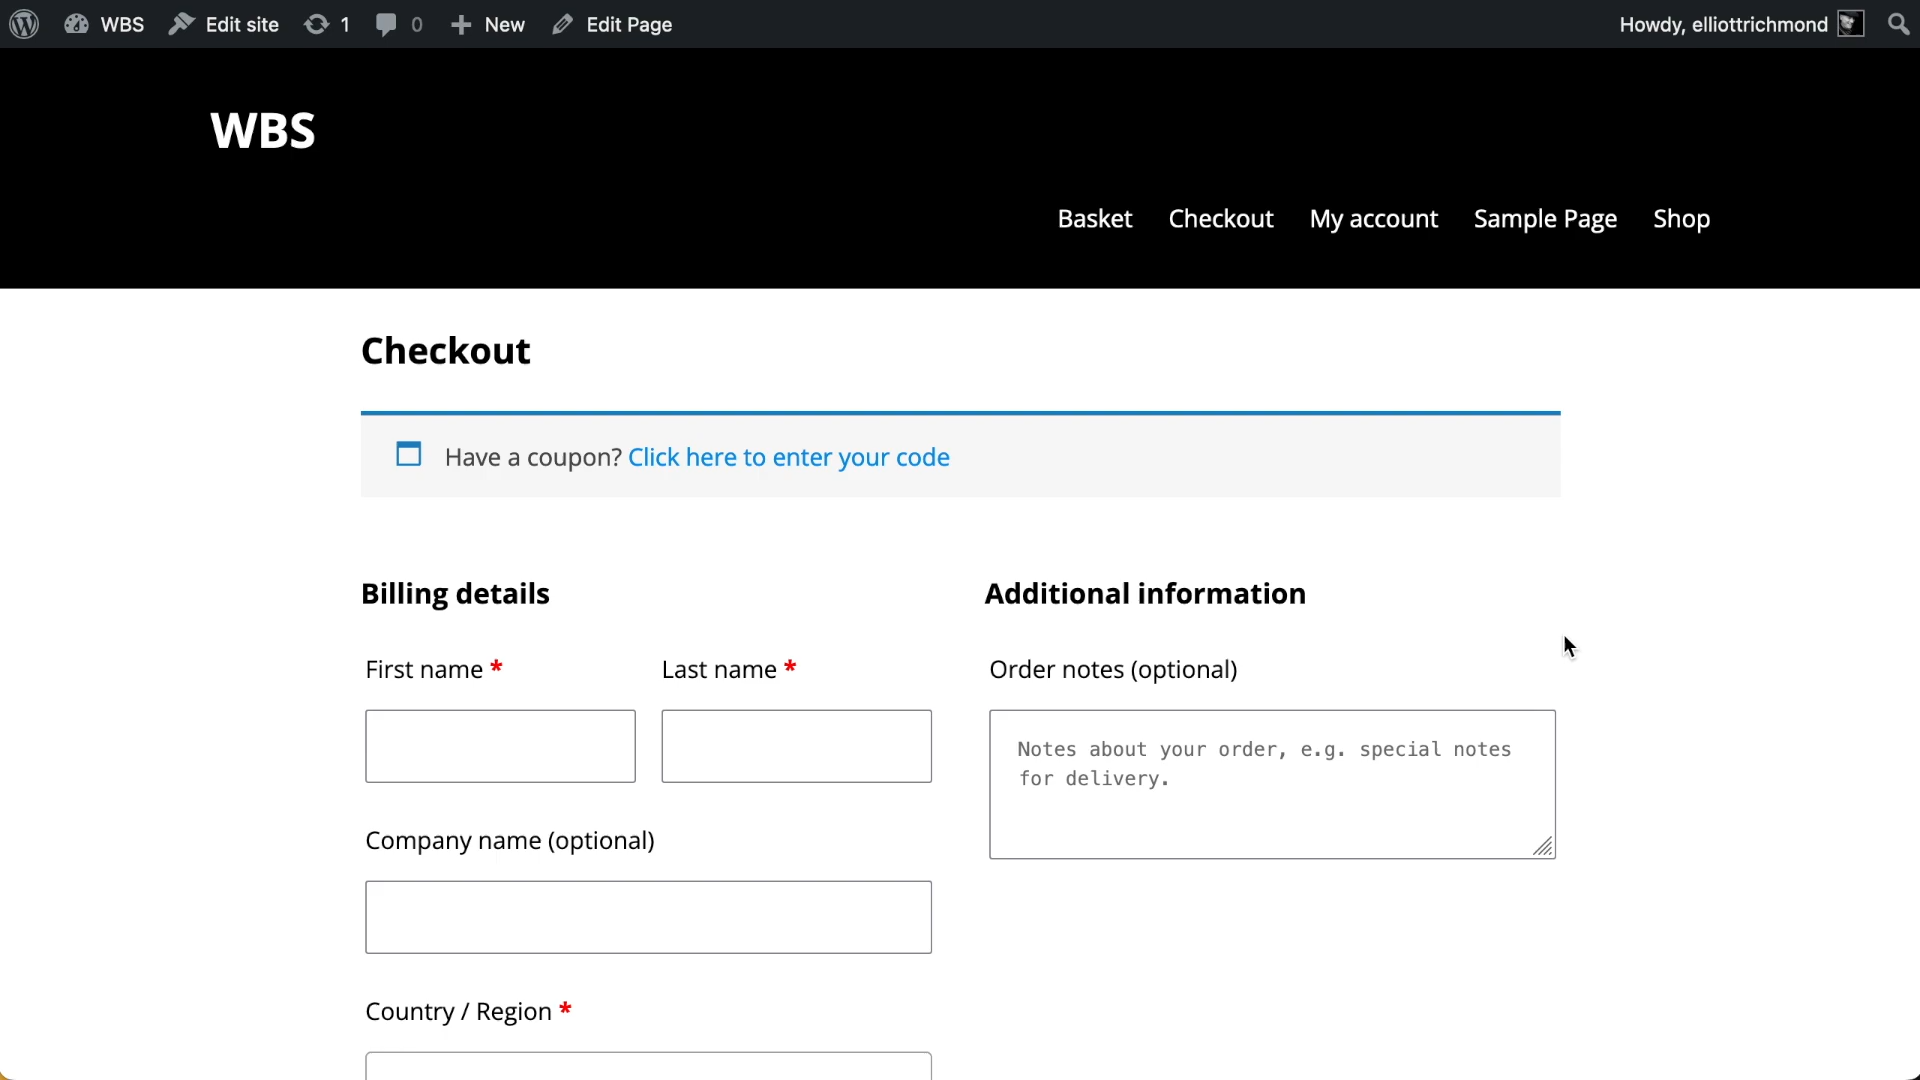 WBS Edit site 1 0 New Edit Page Howdy, elliottrichmond
WBS
Basket Checkout My account Sample Page Shop
Checkout
Have a coupon? Click here to enter your code
Billing details
Additional information
First name *
Last name *
Order notes (optional)
Notes about your order, e.g. special notes
for delivery.
Company name (optional)
Country / Region *